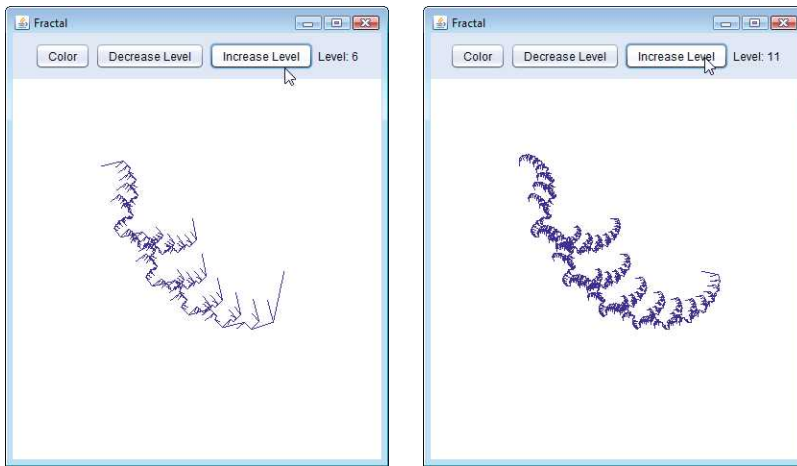 Fractal
Color Decrease Level Increase Level Level: 6
Fractal
Color Decrease Level Increase Level Level: 11